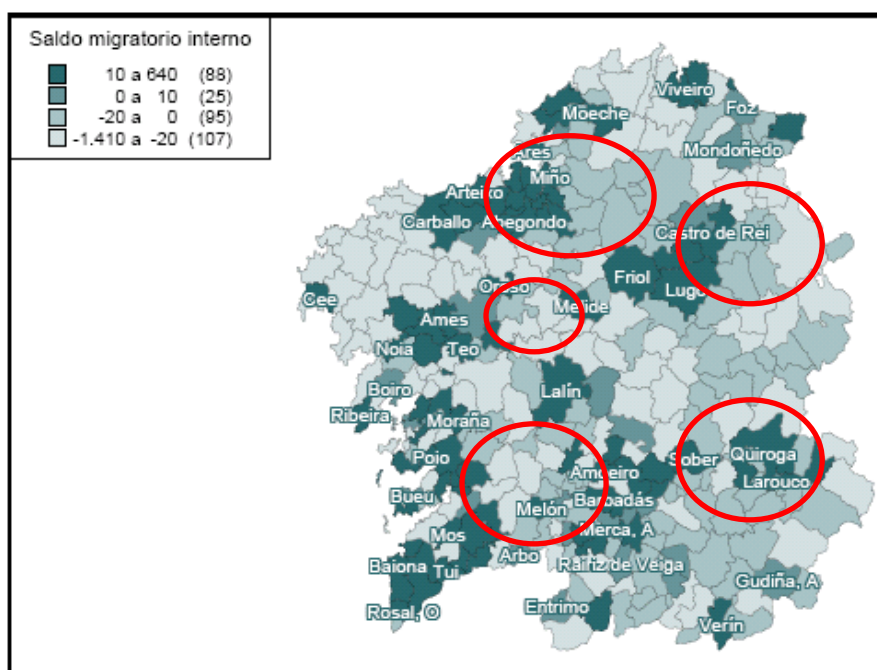 Saldo migratorio interno
10 a 640 (88)
0 a 10 (25)
-20 a 0 (95)
-1.410 a -20 (107)
Viveiro
Foz
Moeche
Mondoñedo
Ares
Miño
Arteixo
Carballo
Abegondo
Castro de Rei
Friol
Lugo
Oroso
Melide
Cee
Ames
Noia
Teo
Lalín
Boiro
Ribeira
Moraña
Poio
Amoeiro
Sober
Quiroga
Larouco
Bueu
Melón
Barbadás
Mos
Merca, A
Arbo
Rairiz de Veiga
Baiona
Tui
Gudiña, A
Rosal, O
Entrimo
Verín